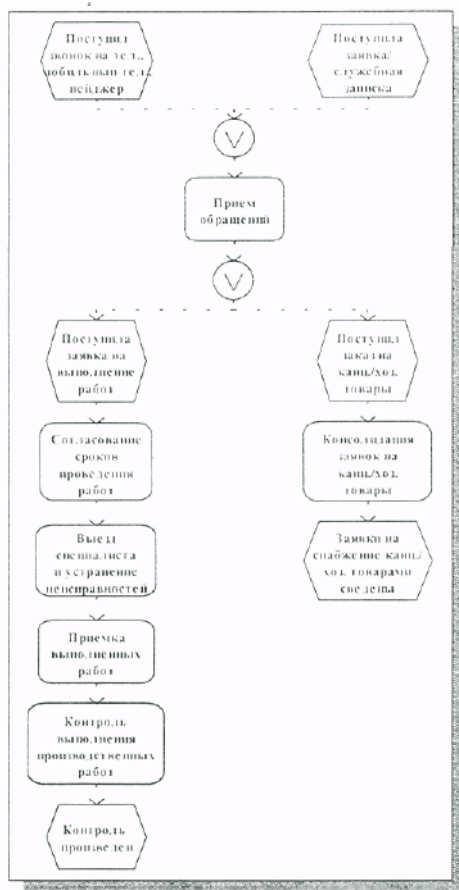 Поступил
звонок на тел.,
мобильный тел.,
пейджер
Поступила
заявка/
служебная
записка
V
Прием
обращений
V
Поступила
заявка на
выполнение
работ
Поступил
заказ на
канц./хоз.
товары
Согласование
сроков
проведения
работ
Консолидация
заявок на
канц./хоз.
товары
Выезд
специалиста
и устранение
неисправностей
Заявки на
снабжение канц./
хоз. товарами
сведены
Приемка
выполненных
работ
Контроль
выполнения
производственных
работ
Контроль
произведен